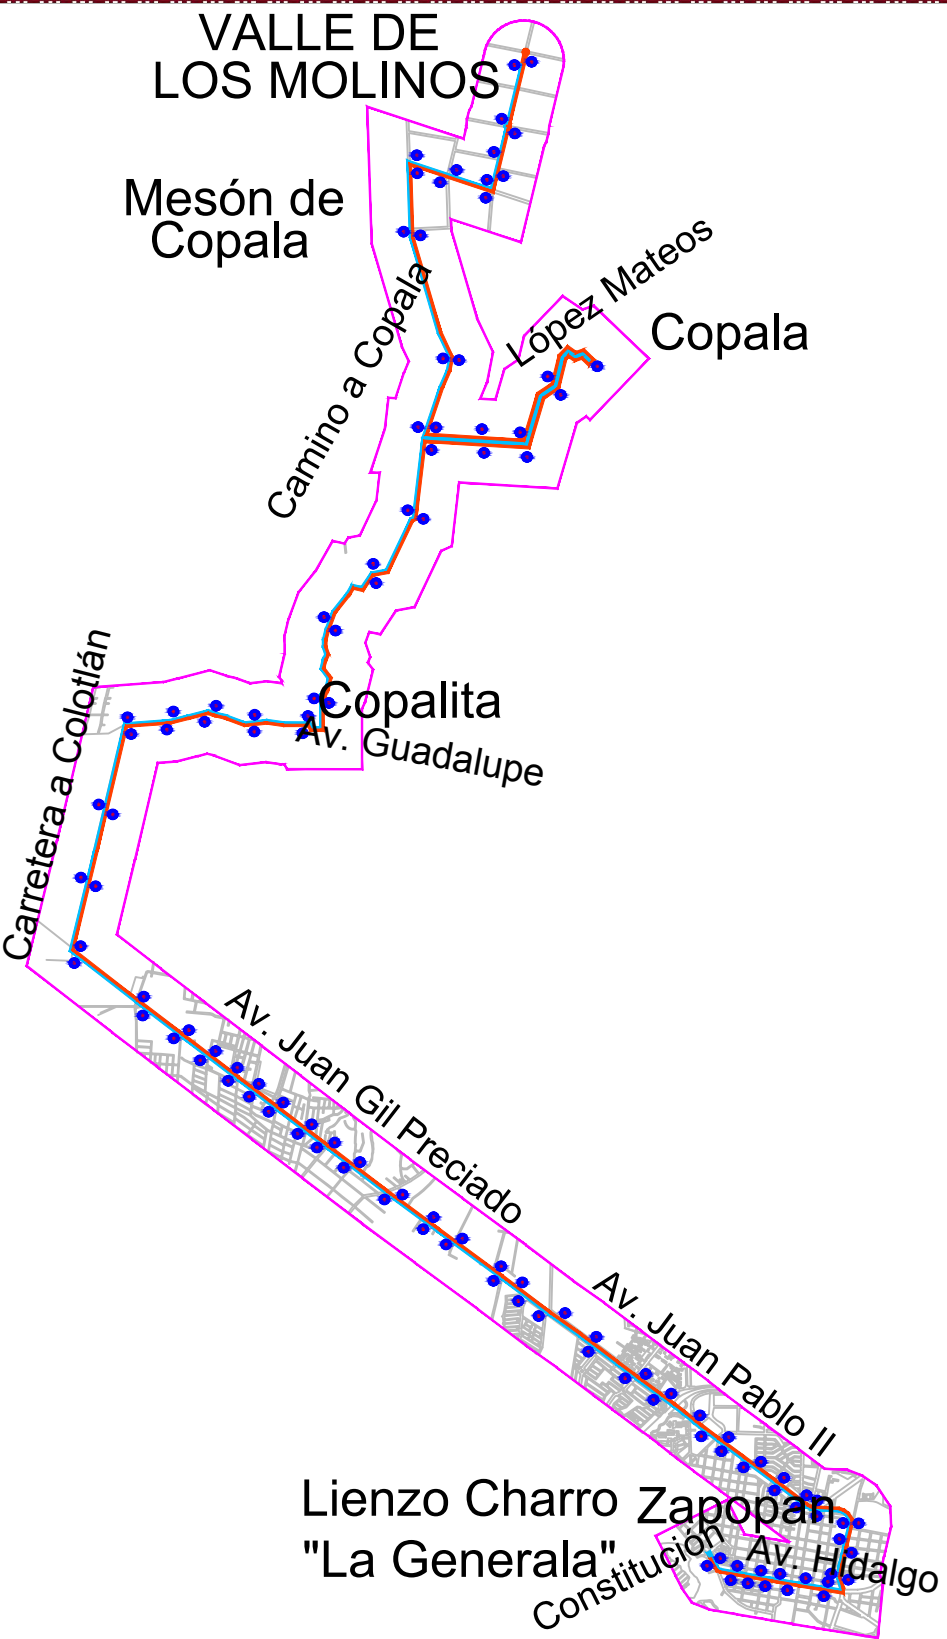 VALLE DE
LOS MOLINOS
Mesón de
Copala
López Mateos
Copala
Camino a Copala
Copalita
Av. Guadalupe
Carretera a Colotlán
Av. Juan Gil Preciado
Av. Juan Pablo II
Lienzo Charro
"La Generala"
Zapopan
Av. Hidalgo
Constitución